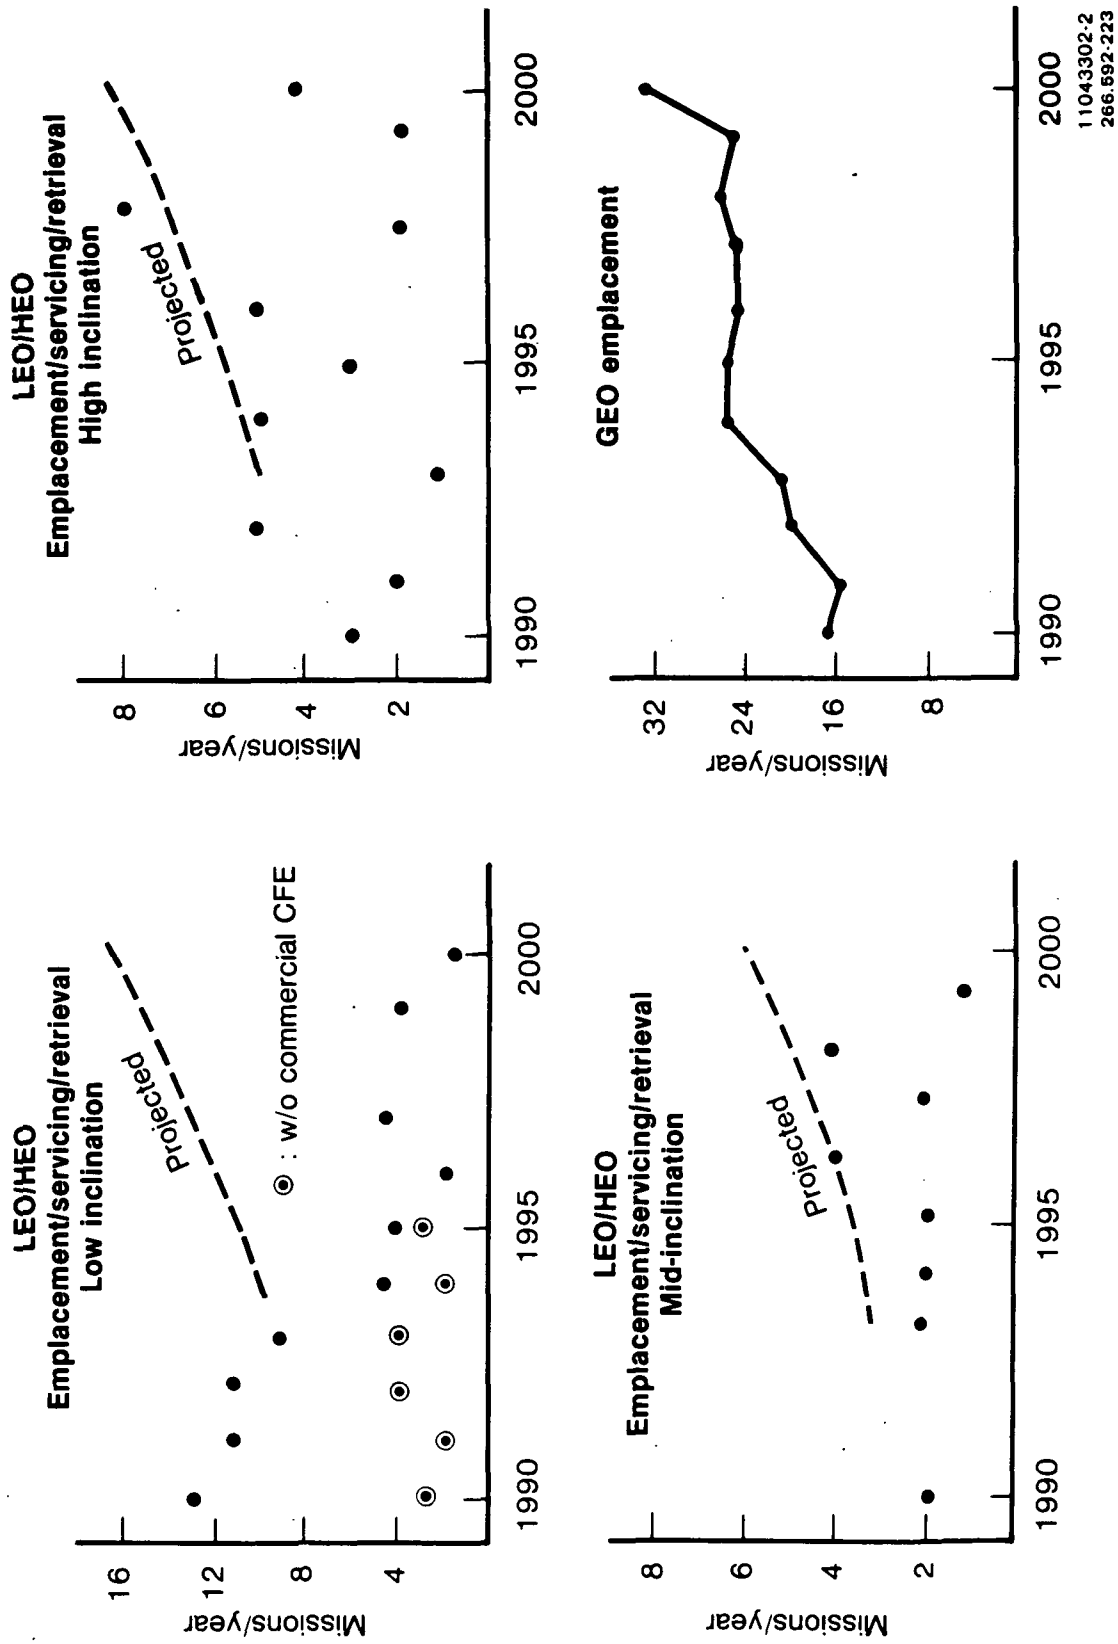 LEO/HEO
Emplacement/servicing/retrieval
Low inclination
Missions/year
16
12
8
4
Projected
: w/o commercial CFE
1990
1995
2000
LEO/HEO
Emplacement/servicing/retrieval
High inclination
Missions/year
8
6
4
2
Projected
1990
1995
2000
LEO/HEO
Emplacement/servicing/retrieval
Mid-inclination
Missions/year
8
6
4
2
Projected
1990
1995
2000
GEO emplacement
Missions/year
32
24
16
8
1990
1995
2000
11043302-2
266.592-223